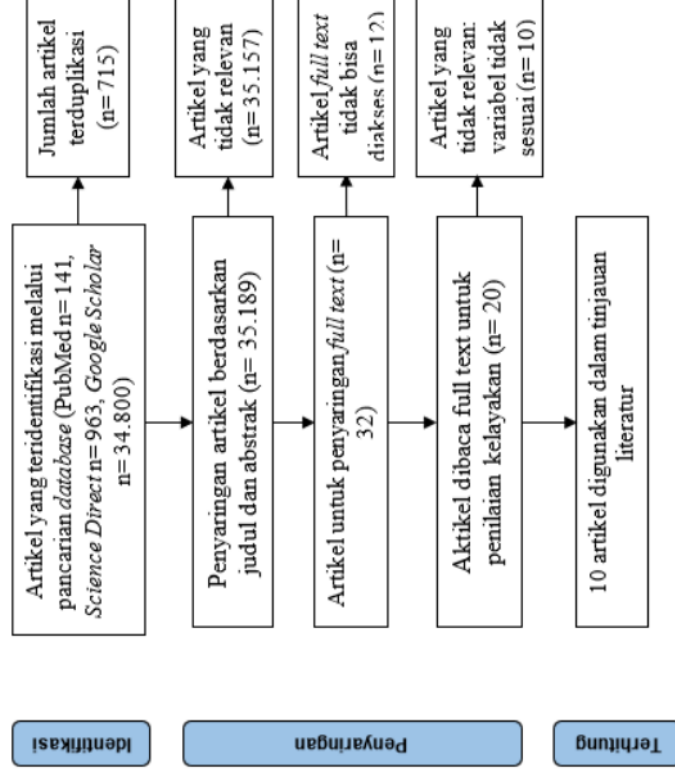 Identifikasi
Artikel yang teridentifikasi melalui
pancarian database (PubMed n= 141,
Science Direct n= 963, Google Scholar
n= 34.800)
Jumlah artikel
terduplikasi
(n= 715)
Penyaringan
Penyaringan artikel berdasarkan
judul dan abstrak (n= 35.189)
Artikel yang
tidak relevan
(n= 35.157)
Artikel untuk penyaringan full text (n=
32)
Artikel full text
tidak bisa
diakses (n= 12)
Aktikel dibaca full text untuk
penilaian kelayakan (n= 20)
Artikel yang
tidak relevan:
variabel tidak
sesuai (n= 10)
Terhitung
10 artikel digunakan dalam tinjauan
literatur